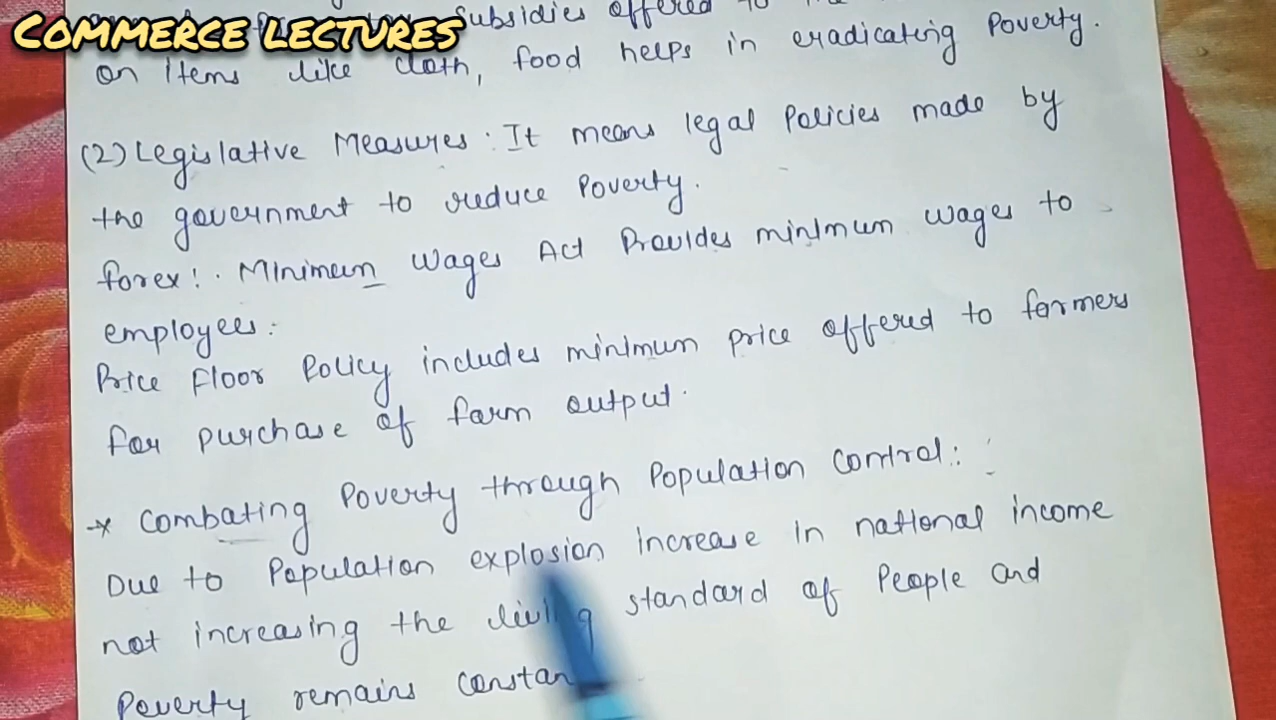 COMMERCE LECTURES
subsidies offered to
on items like cloth, food helps in eradicating Poverty.
(2) Legislative Measures: It means legal Policies made by
the government to reduce Poverty.
forex: Minimum Wages Act Provides minimum wages to
employees:
Price Floor Policy includes minimum price offered to farmers
for purchase of farm output.
* Combating Poverty through Population Control:
Due to Population explosion increase in national income
not increasing the standard of People and
Poverty remains